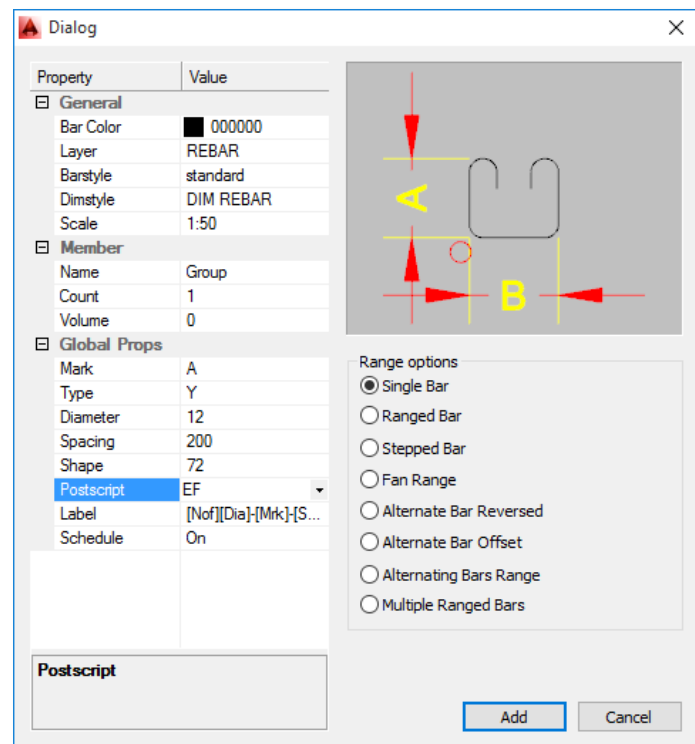 Dialog
Property Value
General
Bar Color 000000
Layer REBAR
Barstyle standard
Dimstyle DIM REBAR
Scale 1:50
Member
Name Group
Count 1
Volume 0
Global Props
Mark A
Type Y
Diameter 12
Spacing 200
Shape 72
Postscript EF
Label [Nof][Dia]-[Mrk]-[S...
Schedule On
Postscript
A
B
Range options
Single Bar
Ranged Bar
Stepped Bar
Fan Range
Alternate Bar Reversed
Alternate Bar Offset
Alternating Bars Range
Multiple Ranged Bars
Add Cancel